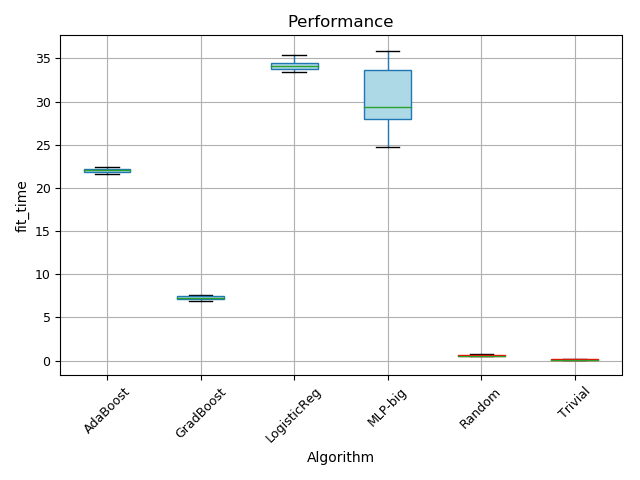 Performance
fit_time
35
30
25
20
15
10
5
0
AdaBoost
GradBoost
LogisticReg
MLP-big
Random
Trivial
Algorithm